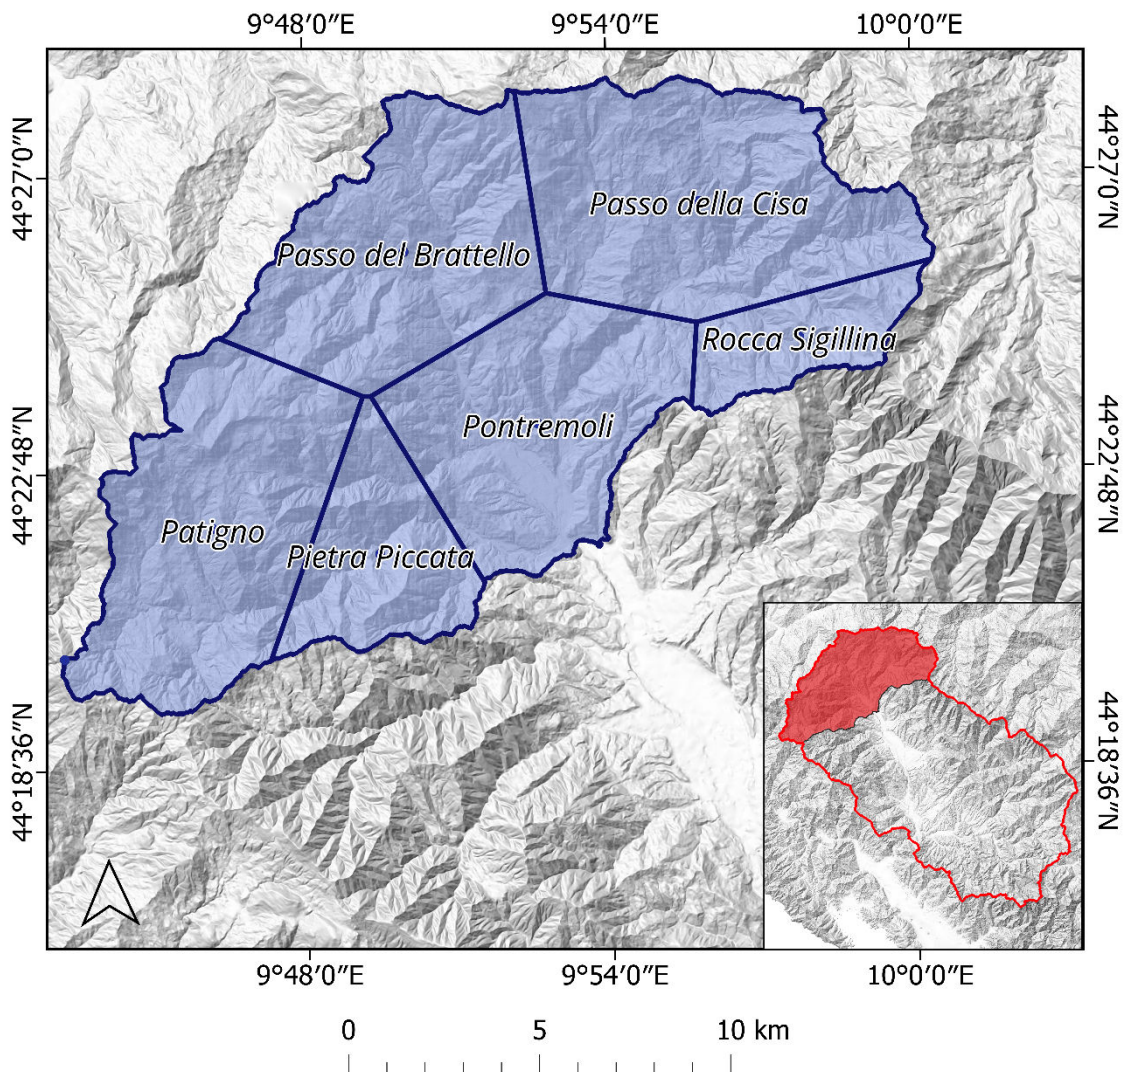 9°48′0″E 9°54′0″E 10°0′0″E
44°27′0″N
44°27′0″N
Passo della Cisa
Passo del Brattello
Rocca Sigillina
Pontremoli
44°22′48″N
44°22′48″N
Patigno
Pietra Piccata
44°18′36″N
44°18′36″N
9°48′0″E 9°54′0″E 10°0′0″E
0 5 10 km